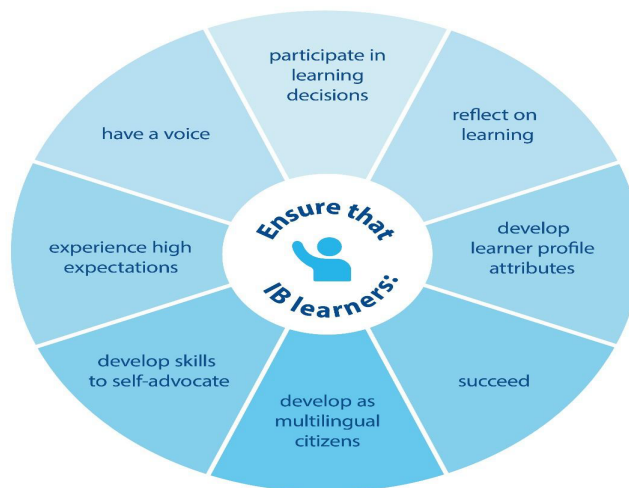 participate in
learning
decisions
reflect on
learning
develop
learner profile
attributes
succeed
develop as
multilingual
citizens
develop skills
to self-advocate
experience high
expectations
have a voice
Ensure that
IB learners: